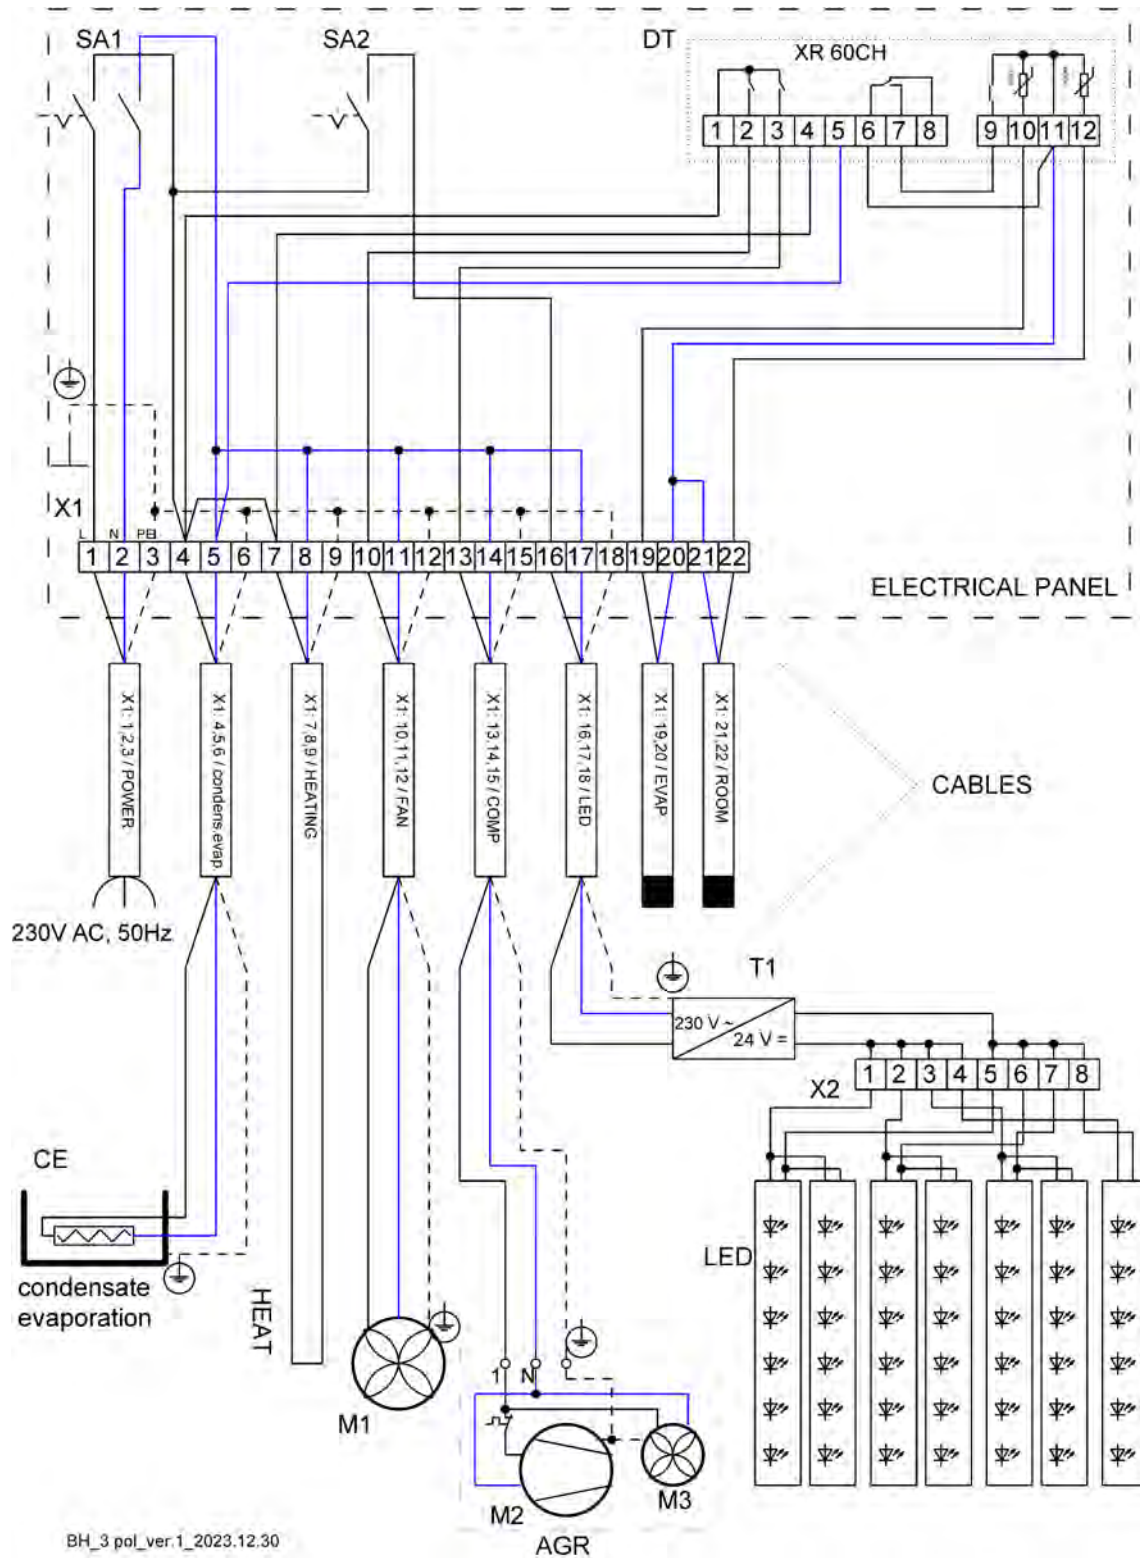 SA1
SA2
DT
XR 60CH
1 2 3 4 5 6 7 8
9 10 11 12
X1
L N PE
1 2 3 4 5 6 7 8 9 10 11 12 13 14 15 16 17 18 19 20 21 22
ELECTRICAL PANEL
X1: 1,2,3 / POWER
X1: 4,5,6 / condens.evap.
X1: 7,8,9 / HEATING
X1: 10,11,12 / FAN
X1: 13,14,15 / COMP
X1: 16,17,18 / LED
X1: 19,20 / EVAP
X1: 21,22 / ROOM
CABLES
230V AC, 50Hz
T1
230 V ~
24 V =
X2
1 2 3 4 5 6 7 8
CE
condensate
evaporation
HEAT
LED
M1
1 N
M2
M3
AGR
BH_3 pol_ver.1_2023.12.30